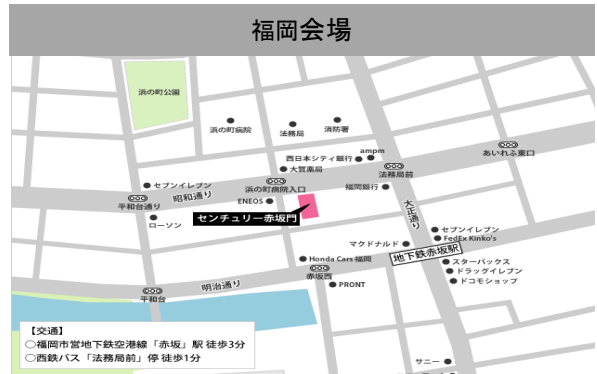 福岡会場
浜の町公園
浜の町病院
法務局
消防署
西日本シティ銀行
ampm
大賀薬局
あいれふ東口
法務局前
セブンイレブン
昭和通り
浜の町病院入口
福岡銀行
平和台通り
ENEOS
ローソン
センチュリー赤坂門
大正通り
セブンイレブン
マクドナルド
FedEx Kinko's
地下鉄赤坂駅
Honda Cars 福岡
スターバックス
赤坂西
ドラッグイレブン
明治通り
PRONT
ドコモショップ
平和台
【交通】
○福岡市営地下鉄空港線「赤坂」駅 徒歩3分
○西鉄バス「法務局前」停 徒歩1分
サニー